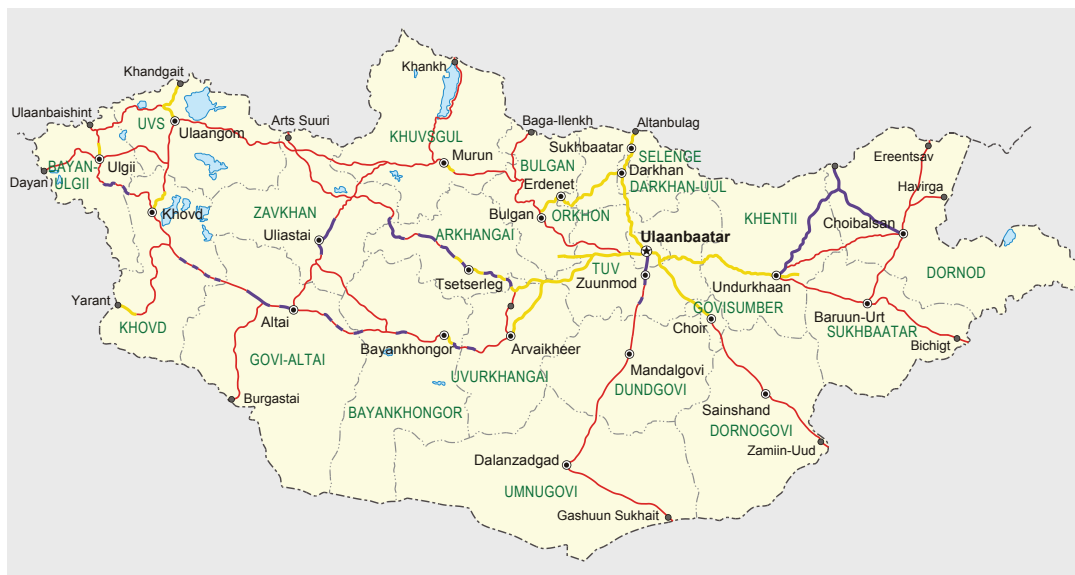 Khankh
Khandgait
Ulaanbaishint
Arts Suuri
Baga-Ilenkh
Altanbulag
UVS
Ulaangom
KHUVSGUL
Sukhbaatar
Ereentsav
BAYAN-
ULGII
Ulgii
Murun
BULGAN
SELENGE
Dayan
Darkhan
DARKHAN-UUL
Havirga
Erdenet
Khovd
ZAVKHAN
Bulgan
ORKHON
KHENTII
Choibalsan
Uliastai
ARKHANGAI
Ulaanbaatar
Tsetserleg
TUV
Zuunmod
Undurkhaan
DORNOD
Yarant
KHOVD
Altai
GOVISUMBER
Choir
Baruun-Urt
SUKHBAATAR
Bayankhongor
Arvaikheer
Bichigt
GOVI-ALTAI
UVURKHANGAI
Mandalgovi
DUNDGOVI
Burgastai
BAYANKHONGOR
Sainshand
DORNOGOVI
Zamiin-Uud
Dalanzadgad
UMNUGOVI
Gashuun Sukhait